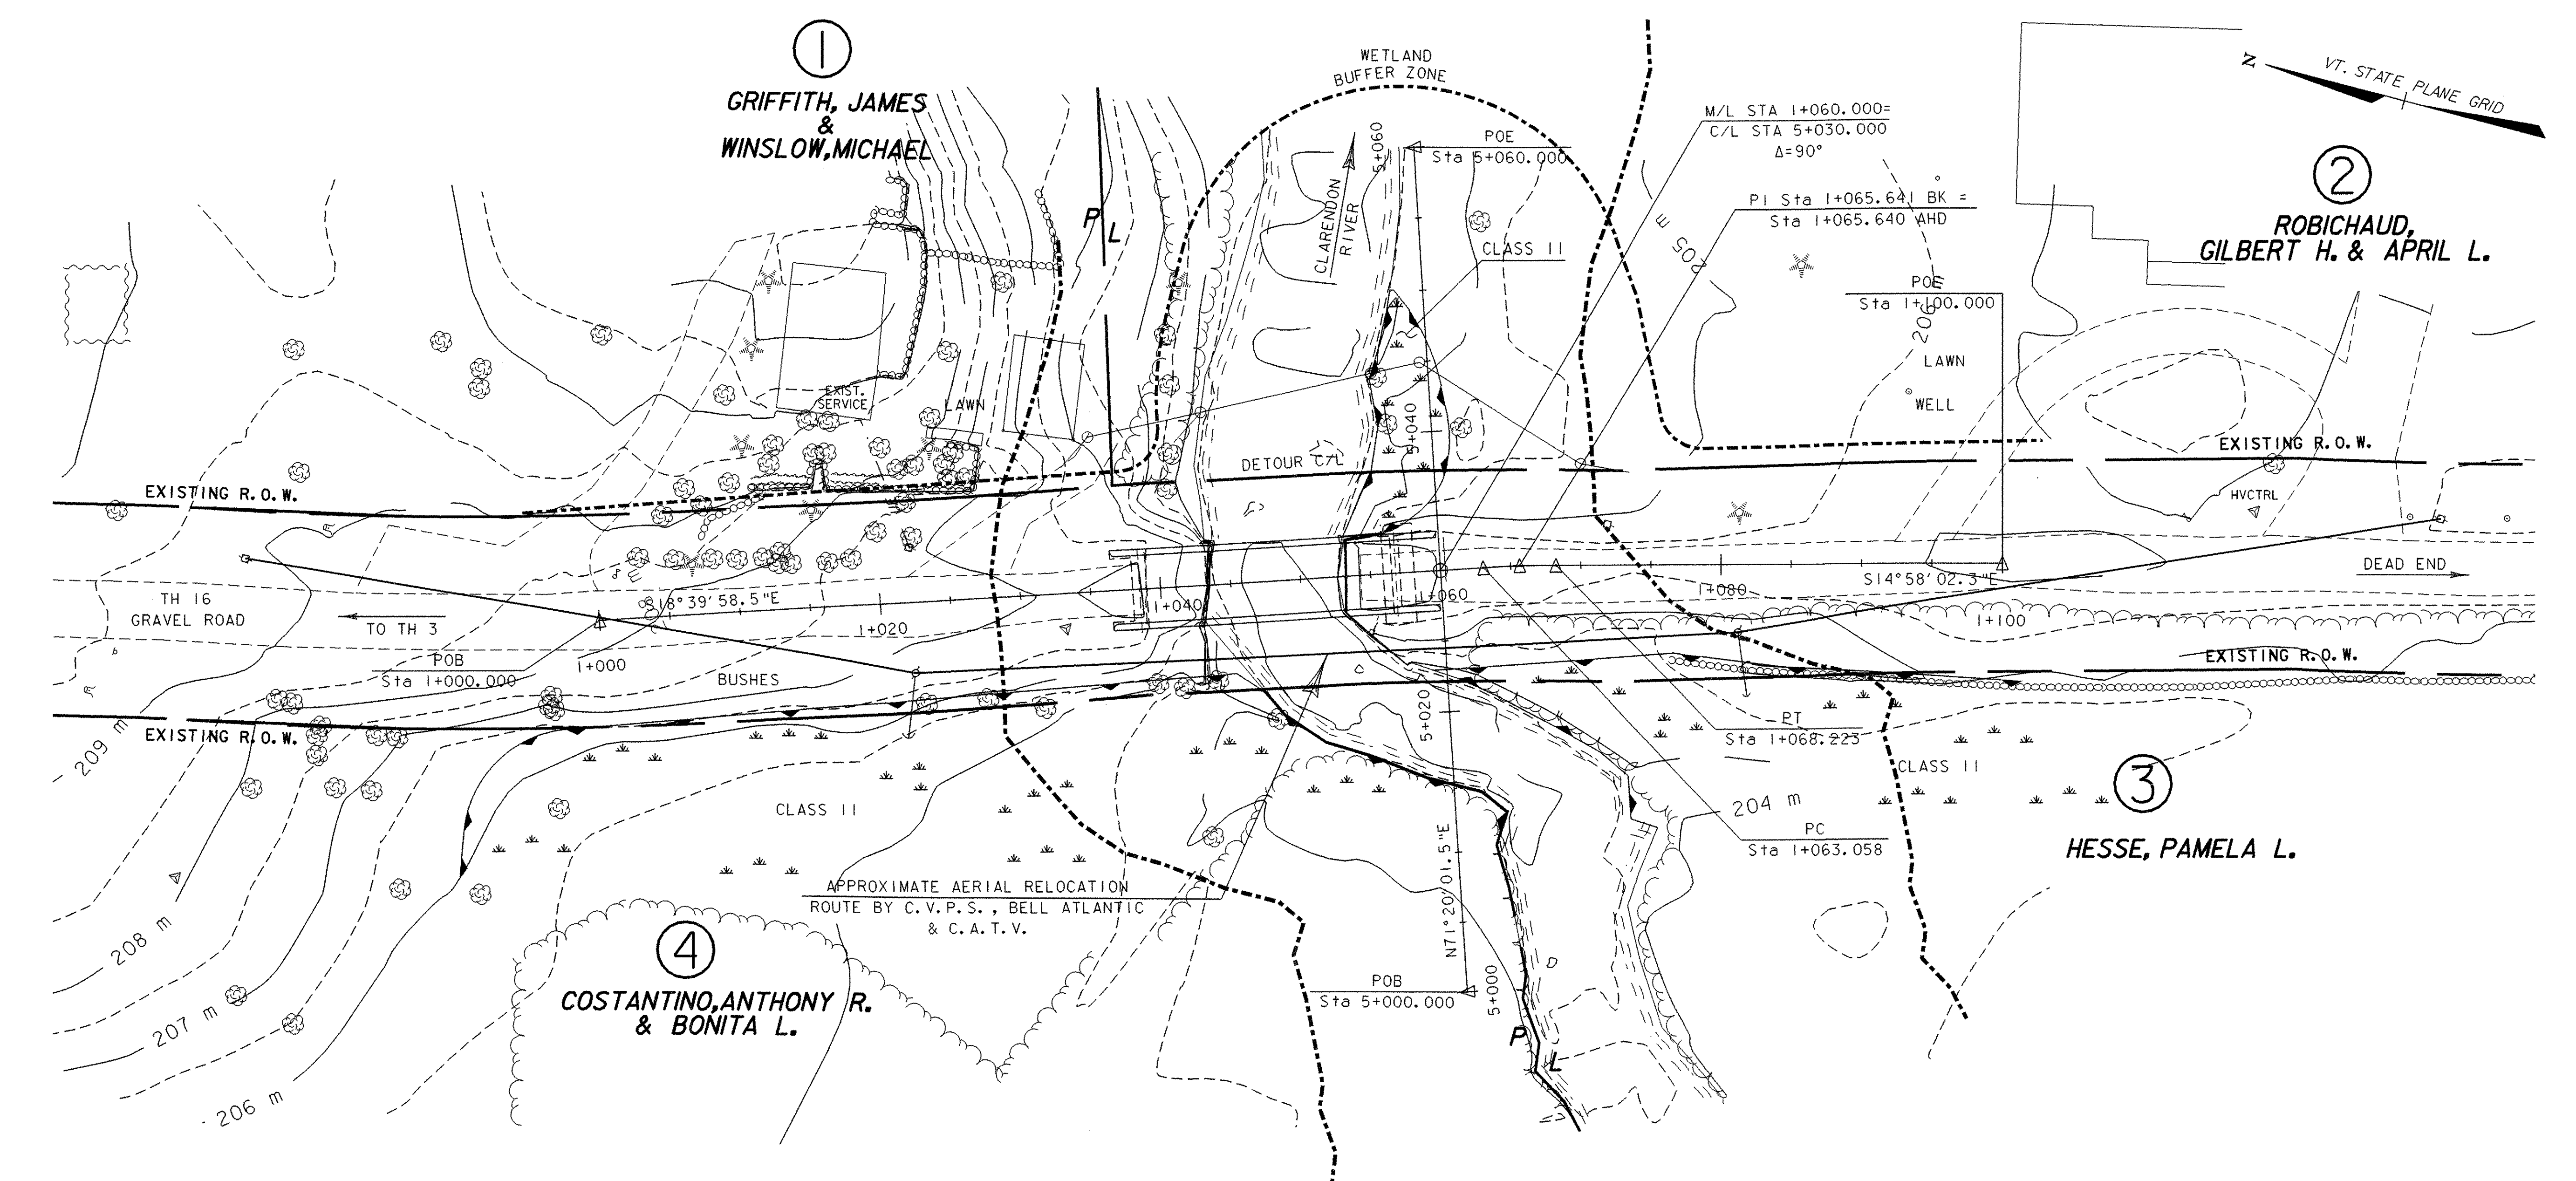 1
GRIFFITH, JAMES
&
WINSLOW, MICHAEL
WETLAND
BUFFER ZONE
VT. STATE PLANE GRID
Z
2
ROBICHAUD,
GILBERT H. & APRIL L.
M/L STA 1+060.000=
C/L STA 5+030.000
Δ=90°
PI Sta 1+065.641 BK =
Sta 1+065.640 AHD
POE
Sta 5+060.000
5+060
CLARENDON
RIVER
CLASS II
P L
205 m
POE
Sta 1+100.000
206
LAWN
WELL
EXIST.
SERVICE
LAWN
5+040
DETOUR C/L
EXISTING R.O.W.
EXISTING R.O.W.
HVCTRL
S14°58'02.3"E
DEAD END
TH 16
GRAVEL ROAD
TO TH 3
S18°39'58.5"E
1+000
1+020
1+040
1+060
1+080
1+100
POB
Sta 1+000.000
BUSHES
EXISTING R.O.W.
EXISTING R.O.W.
5+020
PT
Sta 1+068.223
CLASS II
3
HESSE, PAMELA L.
209 m
CLASS II
204 m
PC
Sta 1+063.058
APPROXIMATE AERIAL RELOCATION
ROUTE BY C.V.P.S., BELL ATLANTIC
& C.A.T.V.
N71°20'01.5"E
208 m
4
COSTANTINO, ANTHONY R.
& BONITA L.
POB
Sta 5+000.000
5+000
207 m
P L
206 m